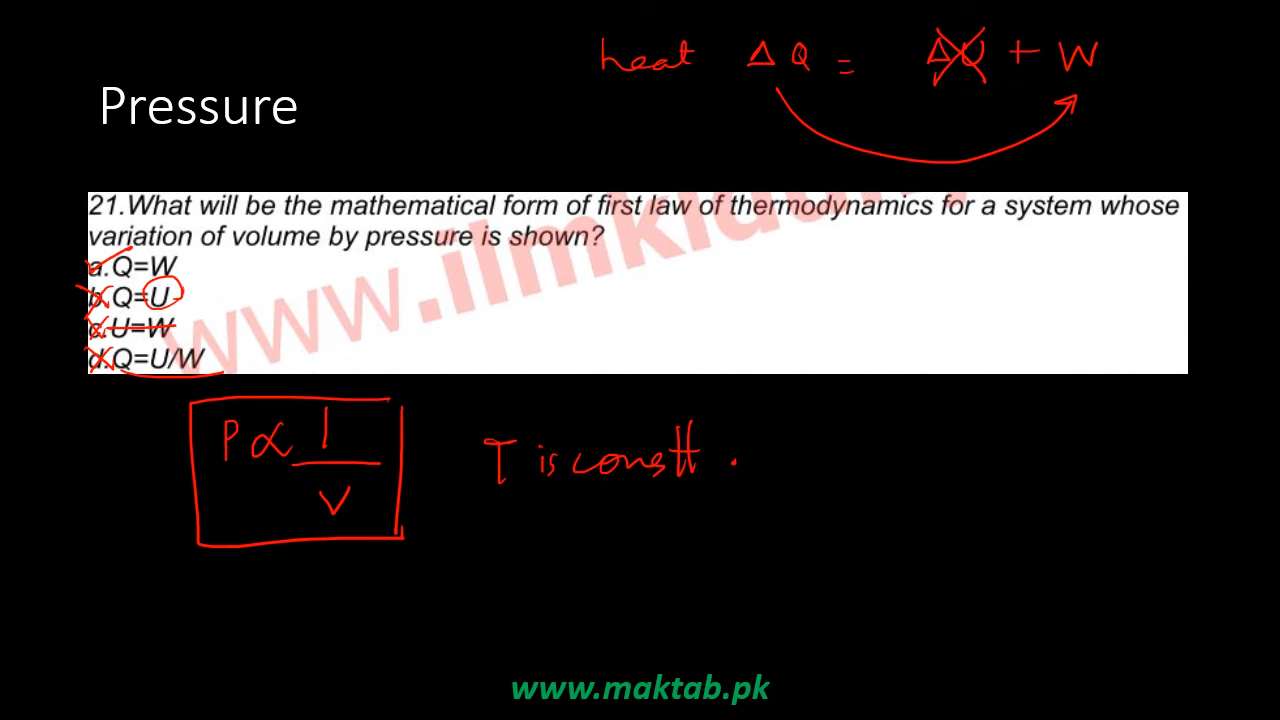 heat ΔQ = ΔU + W
Pressure
21.What will be the mathematical form of first law of thermodynamics for a system whose
variation of volume by pressure is shown?
a.Q=W
b.Q=U
c.U=W
d.Q=U/W
P ∝ 1/V
T is constt.
www.maktab.pk